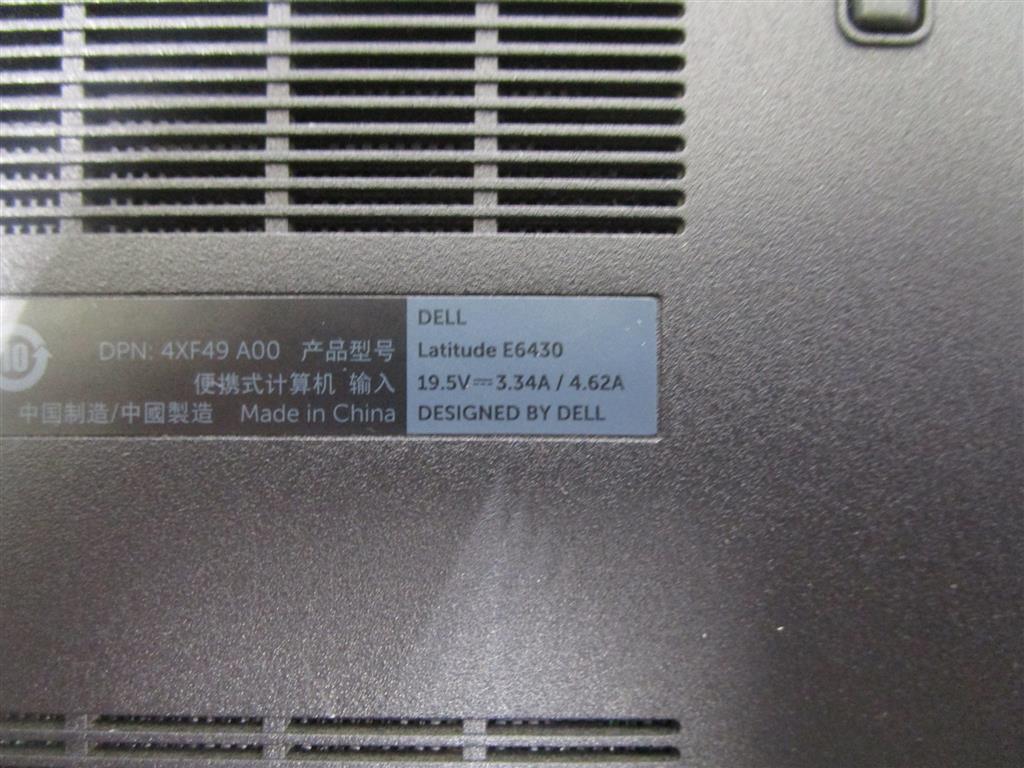 DELL
10 DPN: 4XF49 A00 产品型号 Latitude E6430
便携式计算机 输入 19.5V⎓3.34A / 4.62A
中国制造/中國製造 Made in China DESIGNED BY DELL